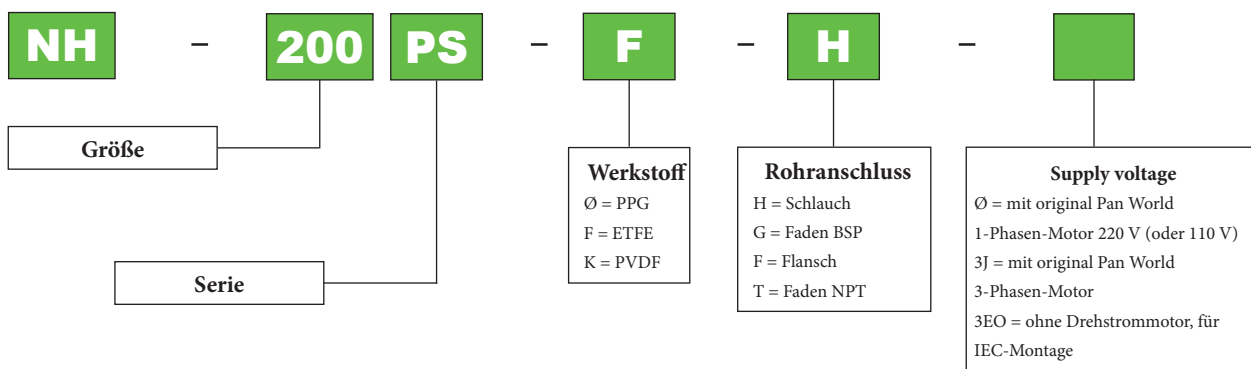 NH - 200 PS - F - H -
Größe
Serie
Werkstoff
Ø = PPG
F = ETFE
K = PVDF
Rohranschluss
H = Schlauch
G = Faden BSP
F = Flansch
T = Faden NPT
Supply voltage
Ø = mit original Pan World
1-Phasen-Motor 220 V (oder 110 V)
3J = mit original Pan World
3-Phasen-Motor
3EO = ohne Drehstrommotor, für
IEC-Montage